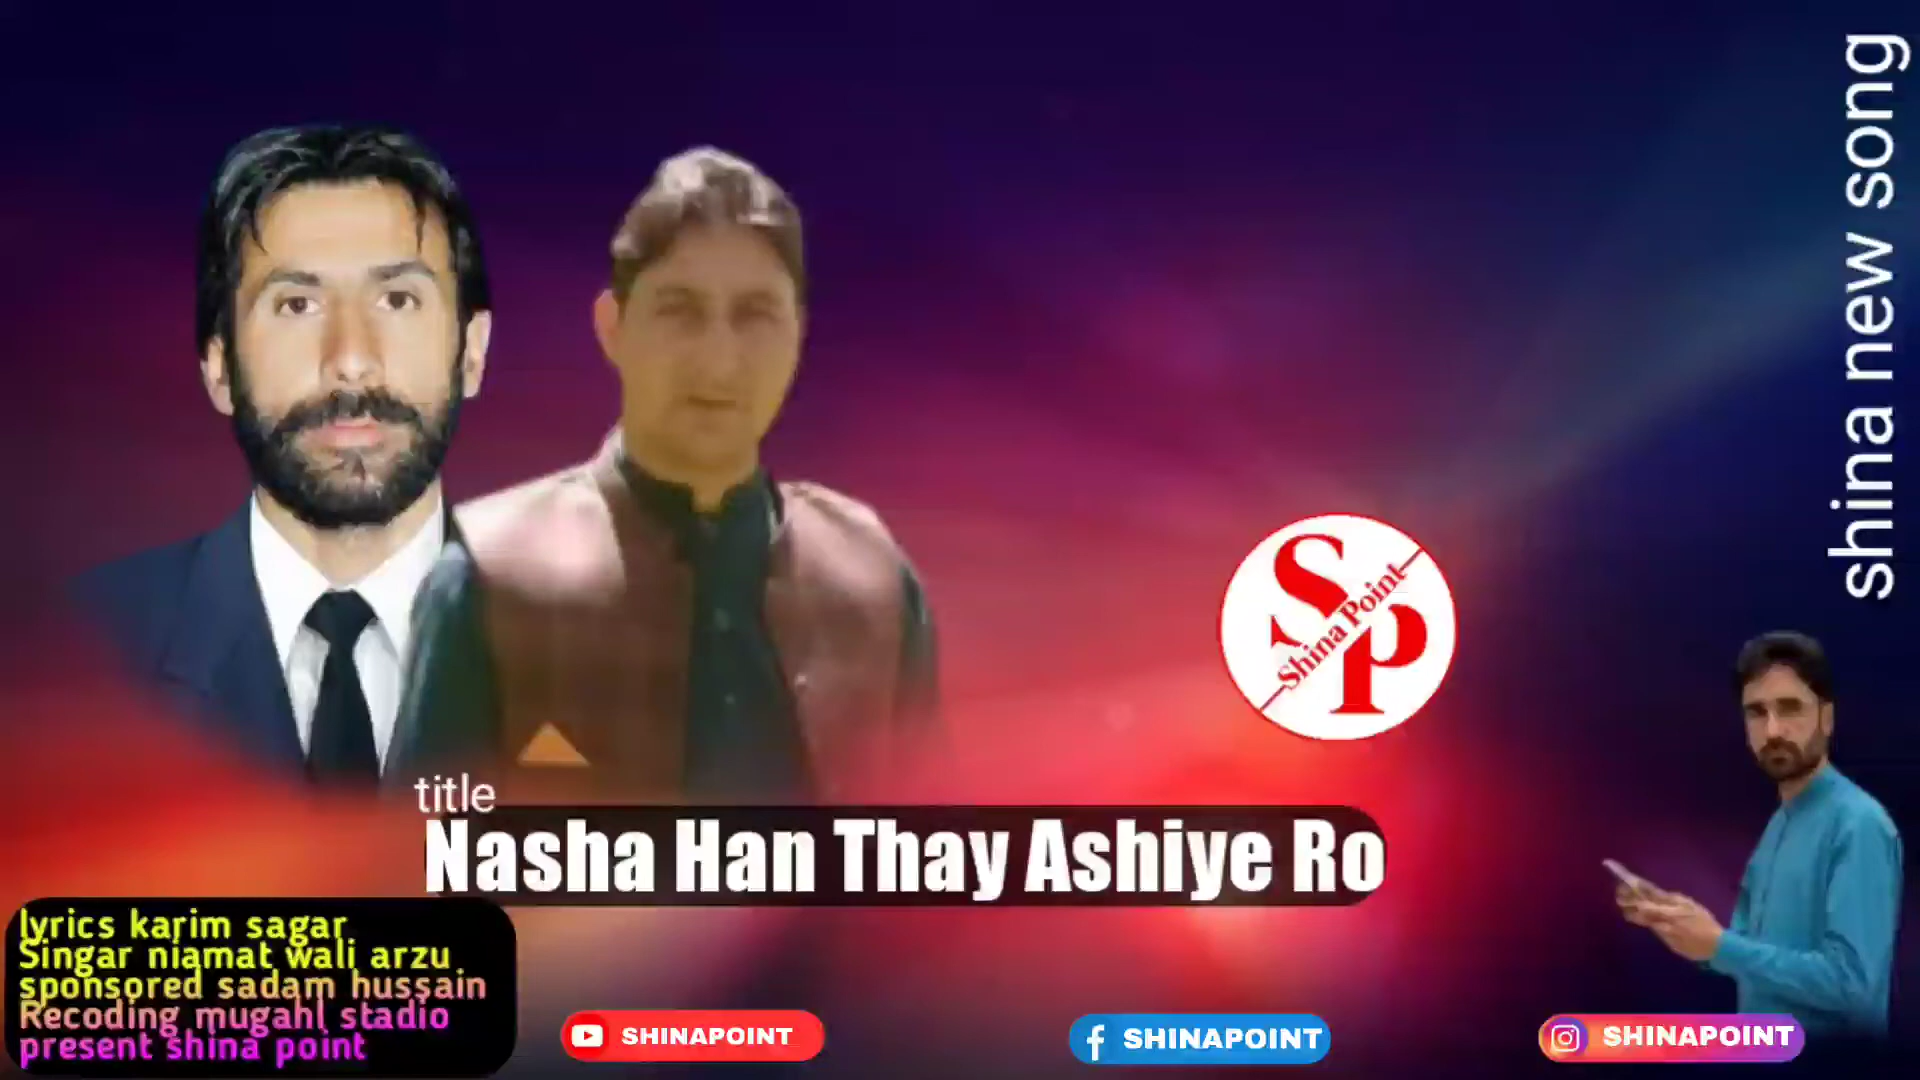 shina new song
S
Shina Point
P
title
Nasha Han Thay Ashiye Ro
lyrics karim sagar
Singar niamat wali arzu
sponsored sadam hussain
Recoding mugahl stadio
present shina point
SHINAPOINT
SHINAPOINT
SHINAPOINT